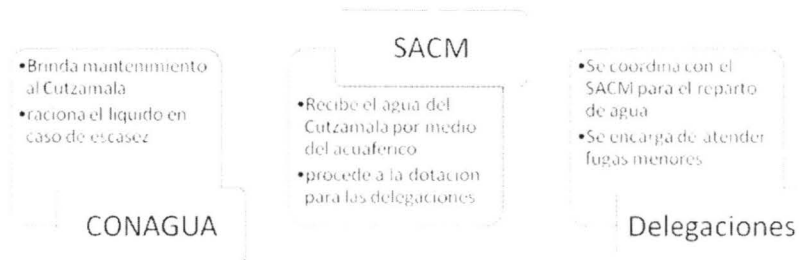 •Brinda mantenimiento
al Cutzamala
•raciona el liquido en
caso de escasez
CONAGUA
SACM
•Recibe el agua del
Cutzamala por medio
del acuaferico
•procede a la dotacion
para las delegaciones
•Se coordina con el
SACM para el reparto
de agua
•Se encarga de atender
fugas menores
Delegaciones